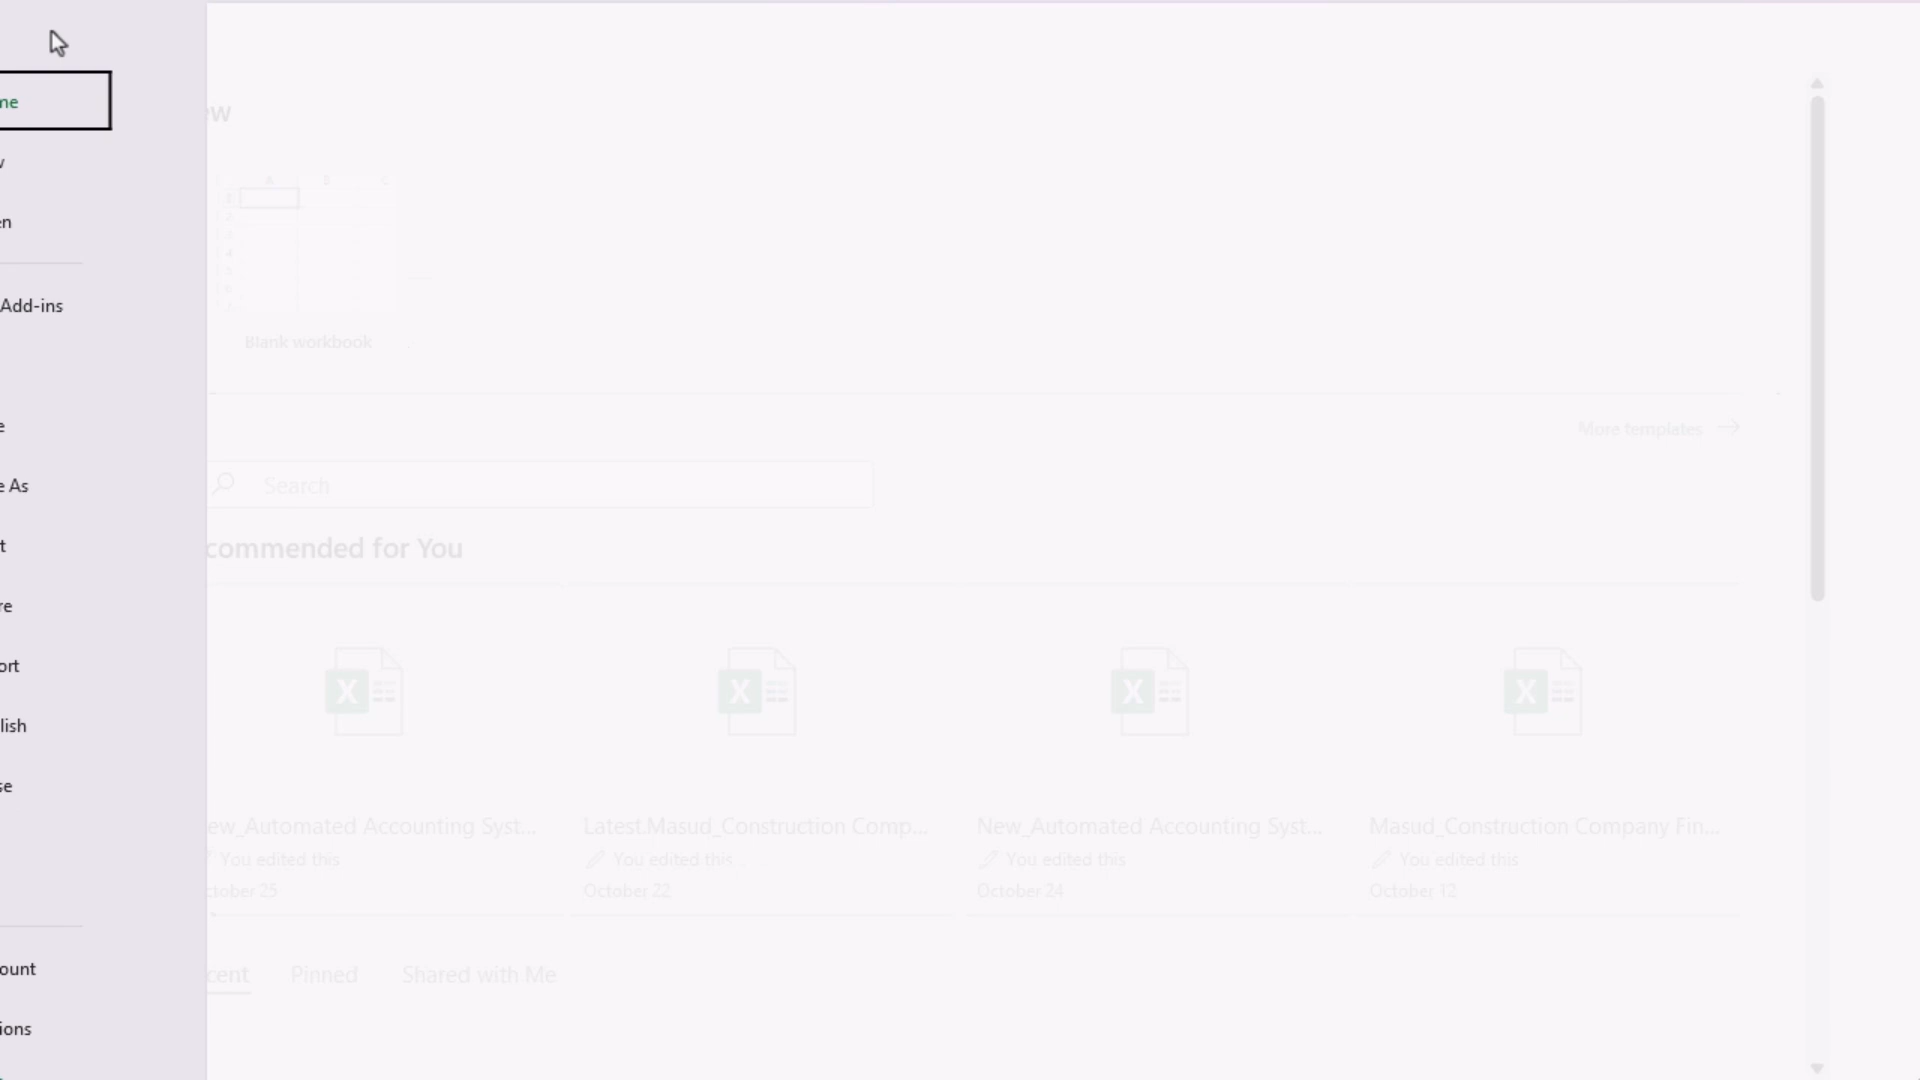 me
w
en
Add-ins
e
e As
t
re
ort
lish
se
ount
ions
ew
A B C
Blank workbook
More templates
Search
commended for You
ew_Automated Accounting Syst...
You edited this
ctober 25
Latest.Masud_Construction Comp...
You edited this
October 22
New_Automated Accounting Syst...
You edited this
October 24
Masud_Construction Company Fin...
You edited this
October 12
cent Pinned Shared with Me